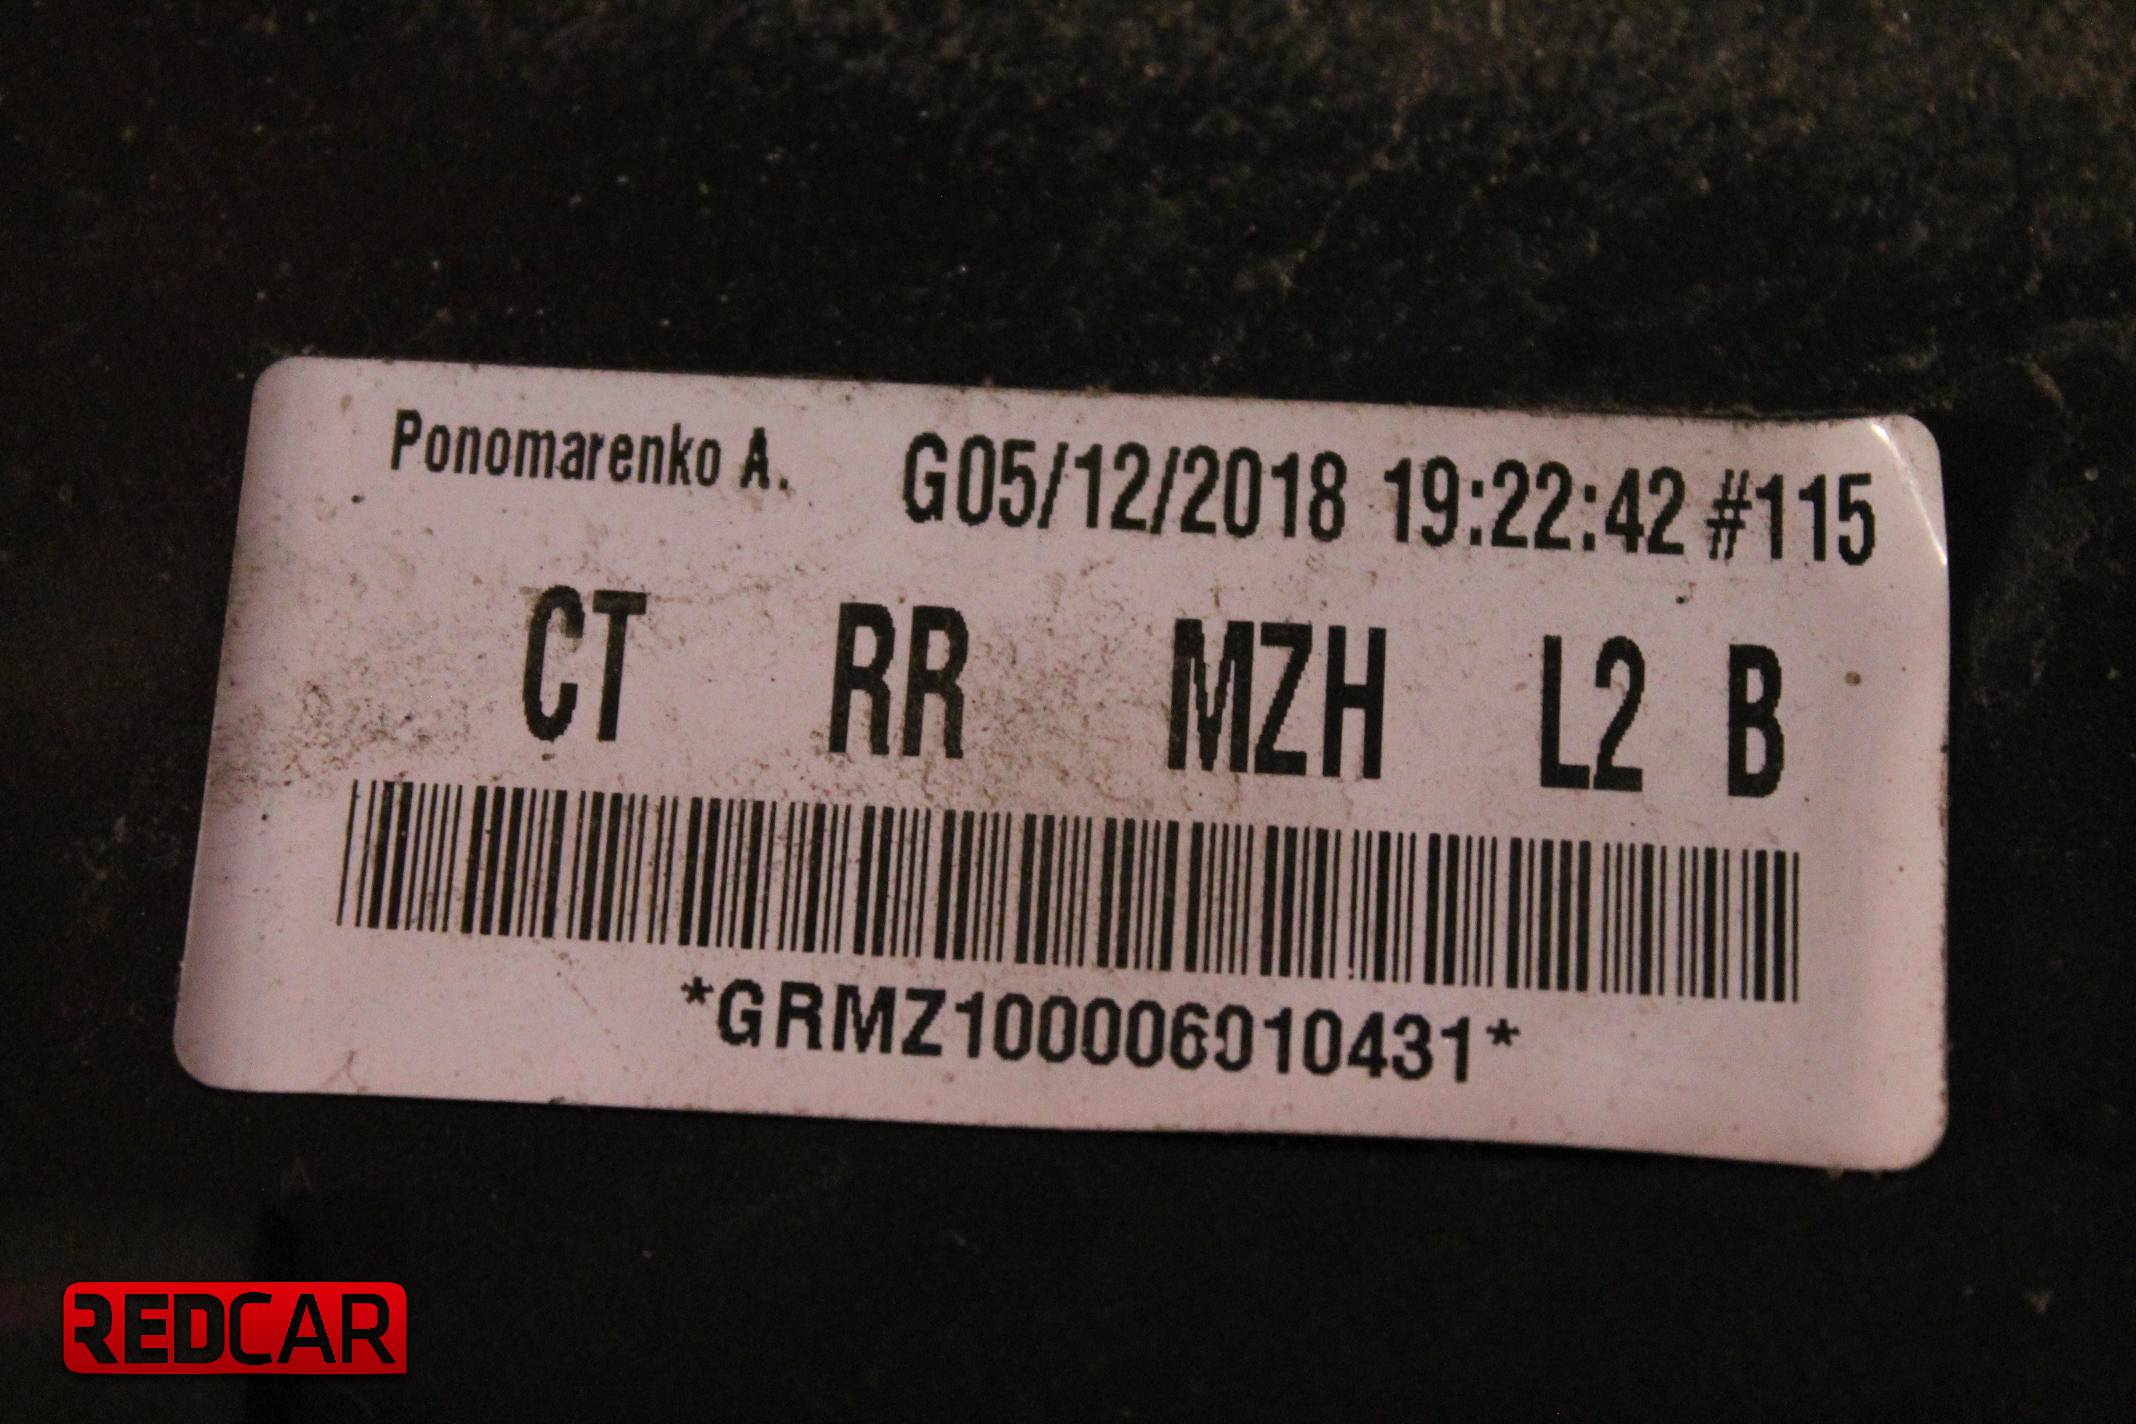 Ponomarenko A. G05/12/2018 19:22:42 #115
CT RR MZH L2 B
*GRMZ100006010431*
REDCAR